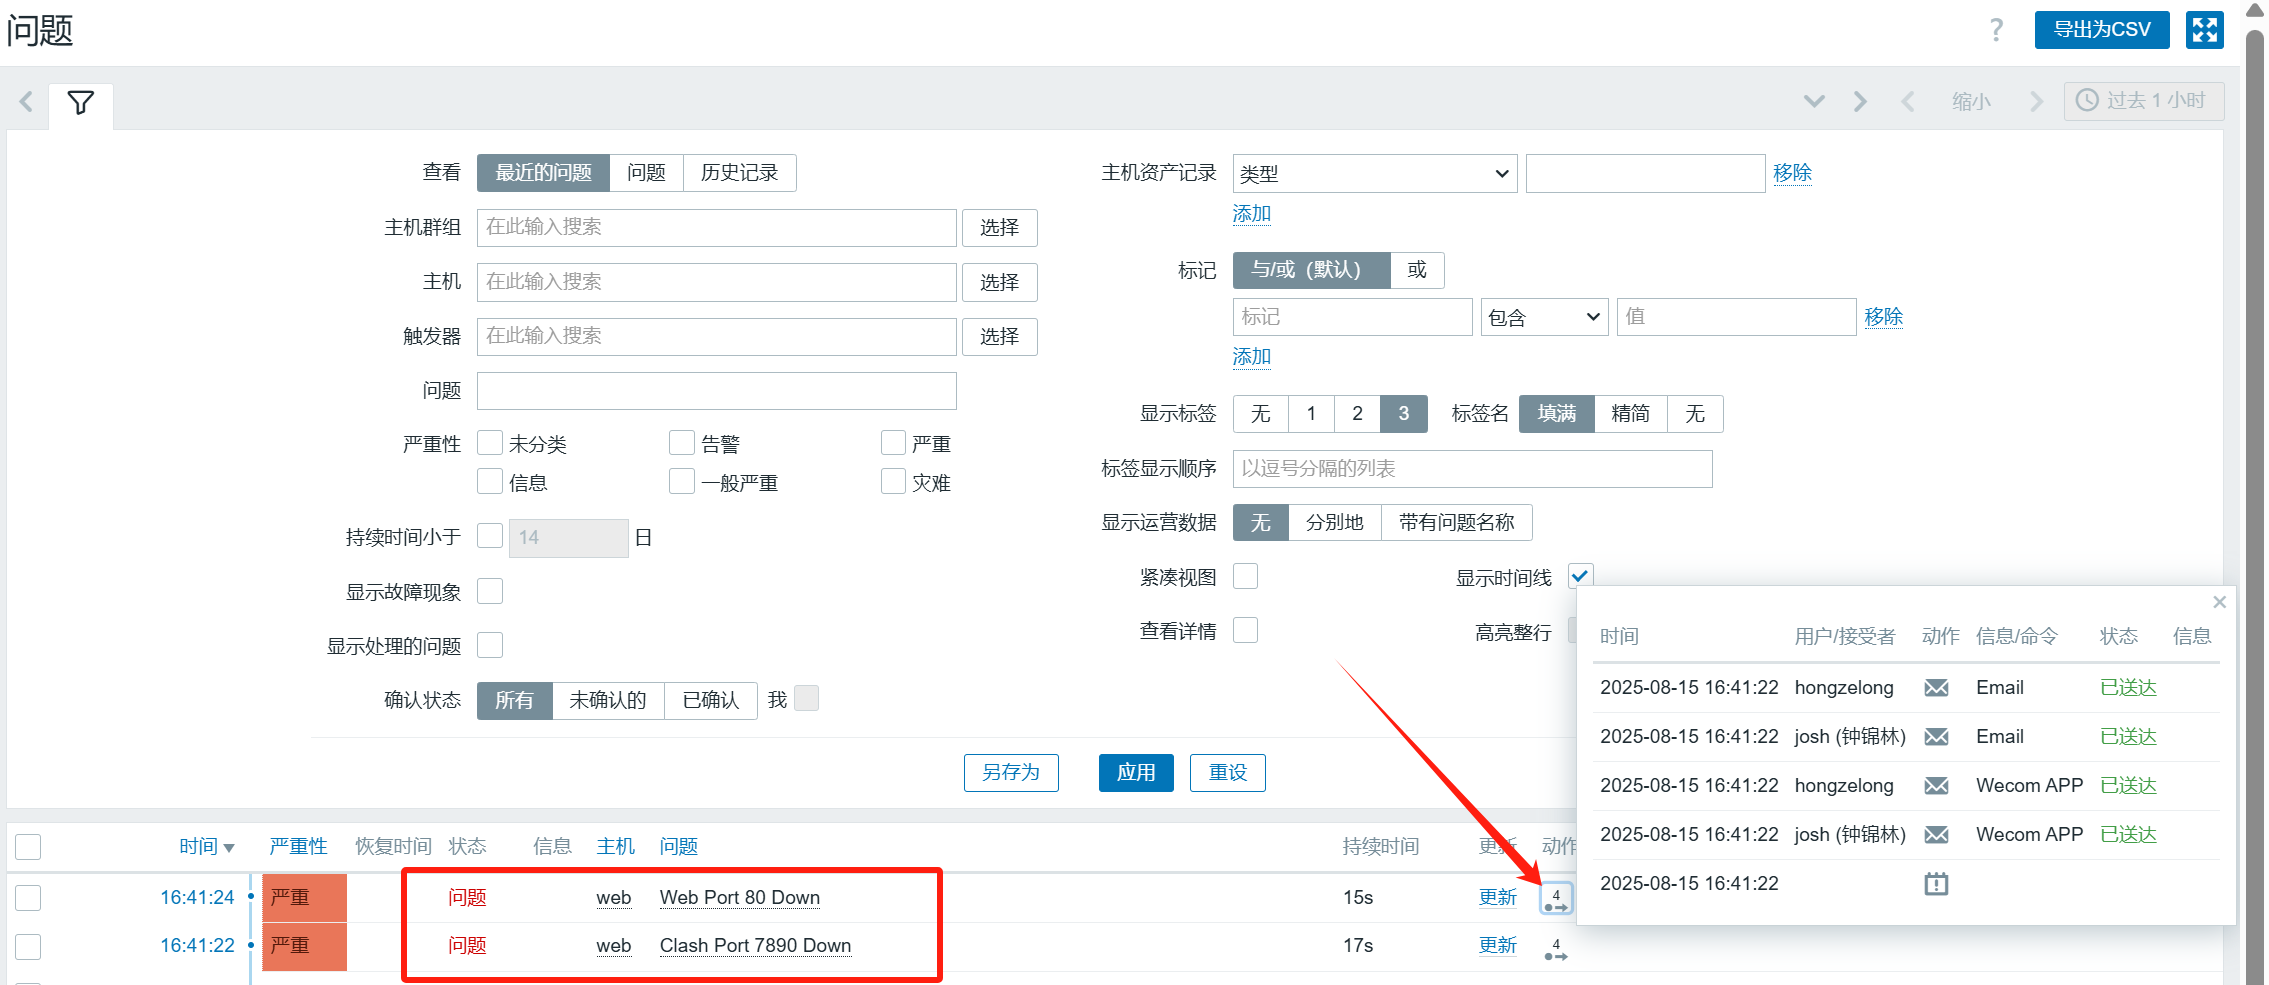 问题
? 导出为CSV
缩小 过去 1 小时
查看 最近的问题 问题 历史记录 主机资产记录 类型 移除
添加
主机群组 在此输入搜索 选择
主机 在此输入搜索 选择 标记 与/或（默认） 或
标记 包含 值 移除
触发器 在此输入搜索 选择
添加
问题
显示标签 无 1 2 3 标签名 填满 精简 无
严重性 未分类 告警 严重
信息 一般严重 灾难
标签显示顺序 以逗号分隔的列表
持续时间小于 14 日 显示运营数据 无 分别地 带有问题名称
显示故障现象 紧凑视图 显示时间线
显示处理的问题 查看详情 高亮整行
确认状态 所有 未确认的 已确认 我
另存为 应用 重设
时间 用户/接受者 动作 信息/命令 状态 信息
2025-08-15 16:41:22 hongzelong Email 已送达
2025-08-15 16:41:22 josh (钟锦林) Email 已送达
2025-08-15 16:41:22 hongzelong Wecom APP 已送达
2025-08-15 16:41:22 josh (钟锦林) Wecom APP 已送达
2025-08-15 16:41:22
时间 严重性 恢复时间 状态 信息 主机 问题 持续时间 更新 动作
16:41:24 严重 问题 web Web Port 80 Down 15s 更新 4
16:41:22 严重 问题 web Clash Port 7890 Down 17s 更新 4